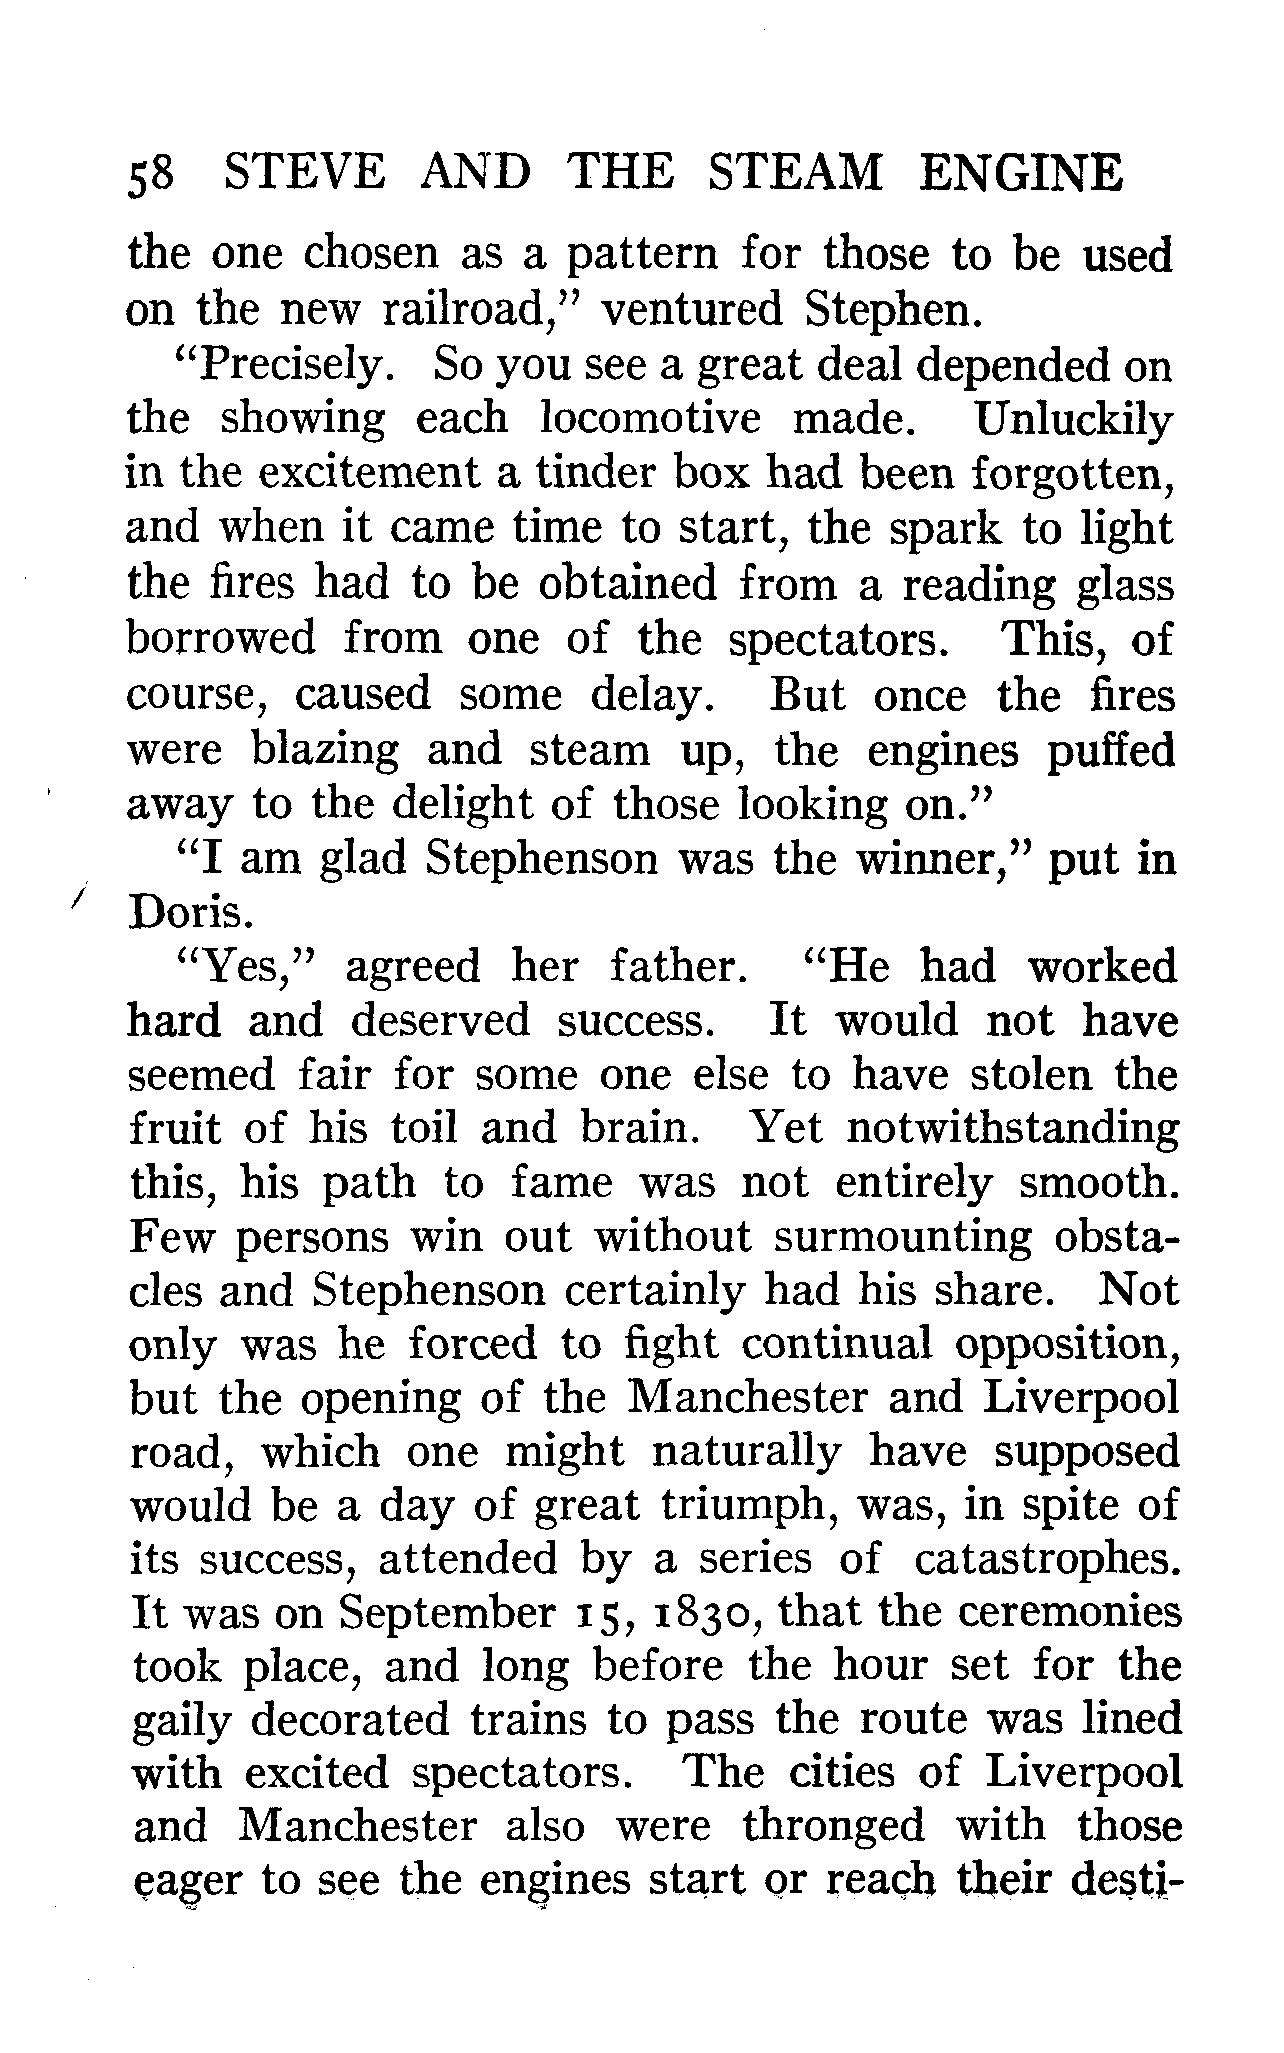 58 STEVE AND THE STEAM ENGINE
the one chosen as a pattern for those to be used
on the new railroad,” ventured Stephen.
“Precisely. So you see a great deal depended on
the showing each locomotive made. Unluckily
in the excitement a tinder box had been forgotten,
and when it came time to start, the spark to light
the fires had to be obtained from a reading glass
borrowed from one of the spectators. This, of
course, caused some delay. But once the fires
were blazing and steam up, the engines puffed
away to the delight of those looking on.”
“I am glad Stephenson was the winner,” put in
Doris.
“Yes,” agreed her father. “He had worked
hard and deserved success. It would not have
seemed fair for some one else to have stolen the
fruit of his toil and brain. Yet notwithstanding
this, his path to fame was not entirely smooth.
Few persons win out without surmounting obsta-
cles and Stephenson certainly had his share. Not
only was he forced to fight continual opposition,
but the opening of the Manchester and Liverpool
road, which one might naturally have supposed
would be a day of great triumph, was, in spite of
its success, attended by a series of catastrophes.
It was on September 15, 1830, that the ceremonies
took place, and long before the hour set for the
gaily decorated trains to pass the route was lined
with excited spectators. The cities of Liverpool
and Manchester also were thronged with those
eager to see the engines start or reach their desti-